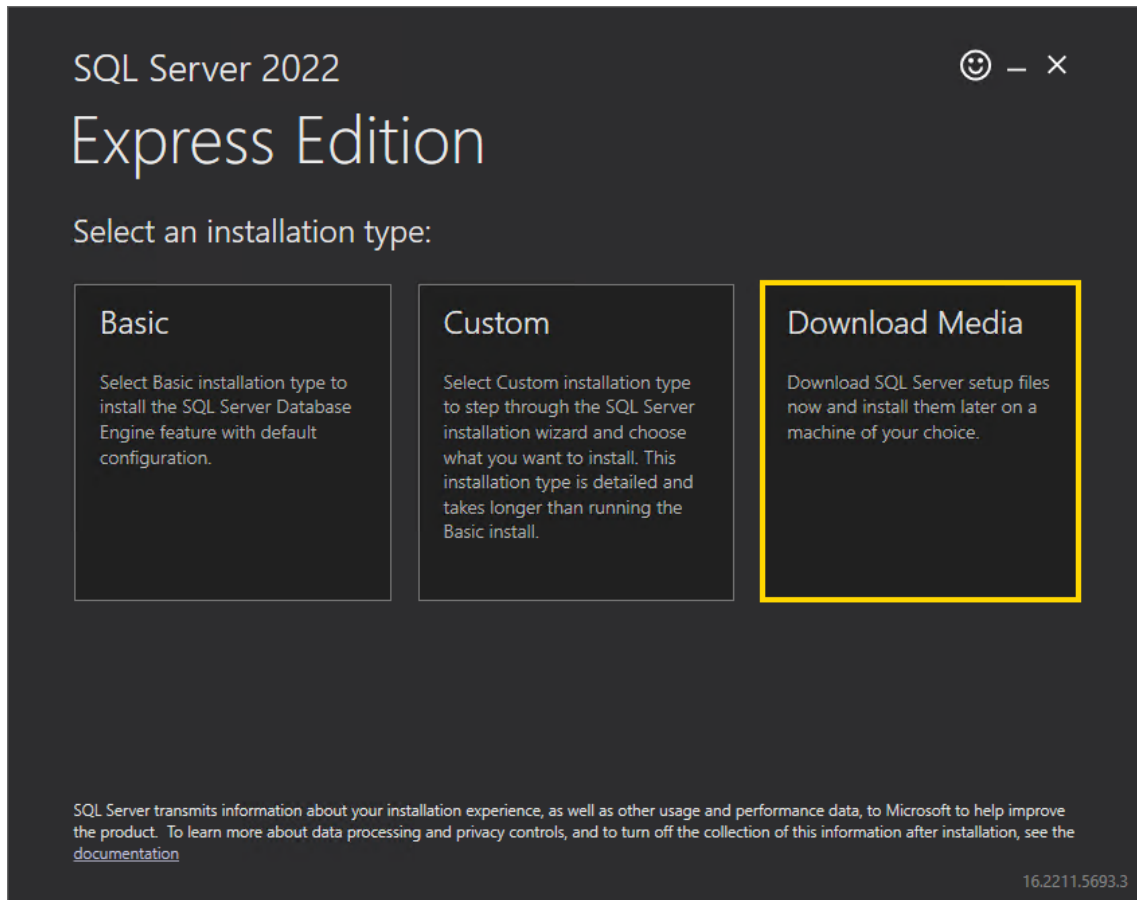 SQL Server 2022
Express Edition
Select an installation type:
Basic
Select Basic installation type to
install the SQL Server Database
Engine feature with default
configuration.
Custom
Select Custom installation type
to step through the SQL Server
installation wizard and choose
what you want to install. This
installation type is detailed and
takes longer than running the
Basic install.
Download Media
Download SQL Server setup files
now and install them later on a
machine of your choice.
SQL Server transmits information about your installation experience, as well as other usage and performance data, to Microsoft to help improve
the product.  To learn more about data processing and privacy controls, and to turn off the collection of this information after installation, see the
documentation
16.2211.5693.3